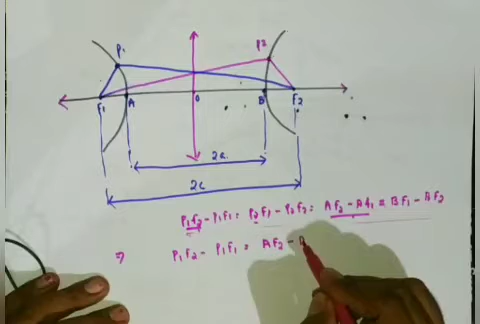 P1 P2
F1 A O B F2
2a
2c
P1F2 - P1F1 = P2F1 - P2F2 = AF2 - AF1 = BF1 - BF2
⇒ P1F2 - P1F1 = AF2 -